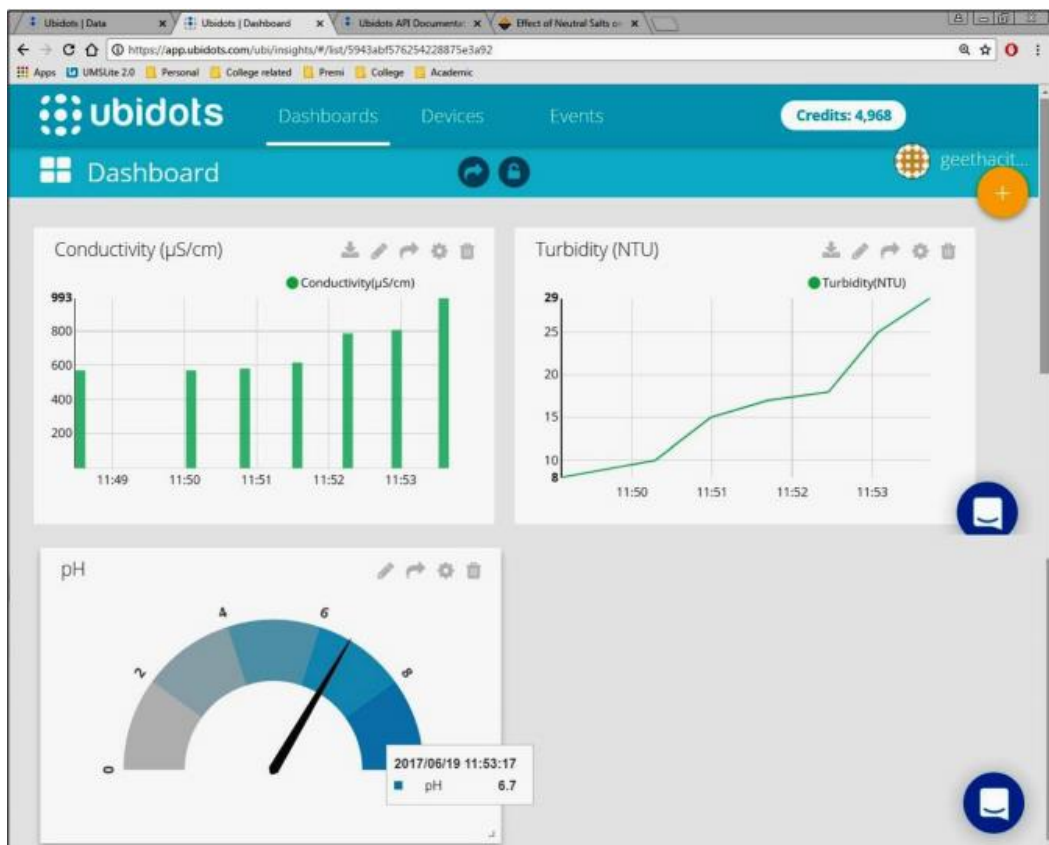 Ubidots | Data
Ubidots | Dashboard
Ubidots API Documentat
Effect of Neutral Salts o
https://app.ubidots.com/ubi/insights/#/list/5943abf576254228875e3a92
Apps UMSLite 2.0 Personal College related Premi College Academic
ubidots Dashboards Devices Events Credits: 4,968
Dashboard geethacit...
+
Conductivity (µS/cm)
Conductivity(µS/cm)
993
800
600
400
200
11:49 11:50 11:51 11:52 11:53
Turbidity (NTU)
Turbidity(NTU)
29
25
20
15
10
8
11:50 11:51 11:52 11:53
pH
0 2 4 6 8
2017/06/19 11:53:17
pH 6.7